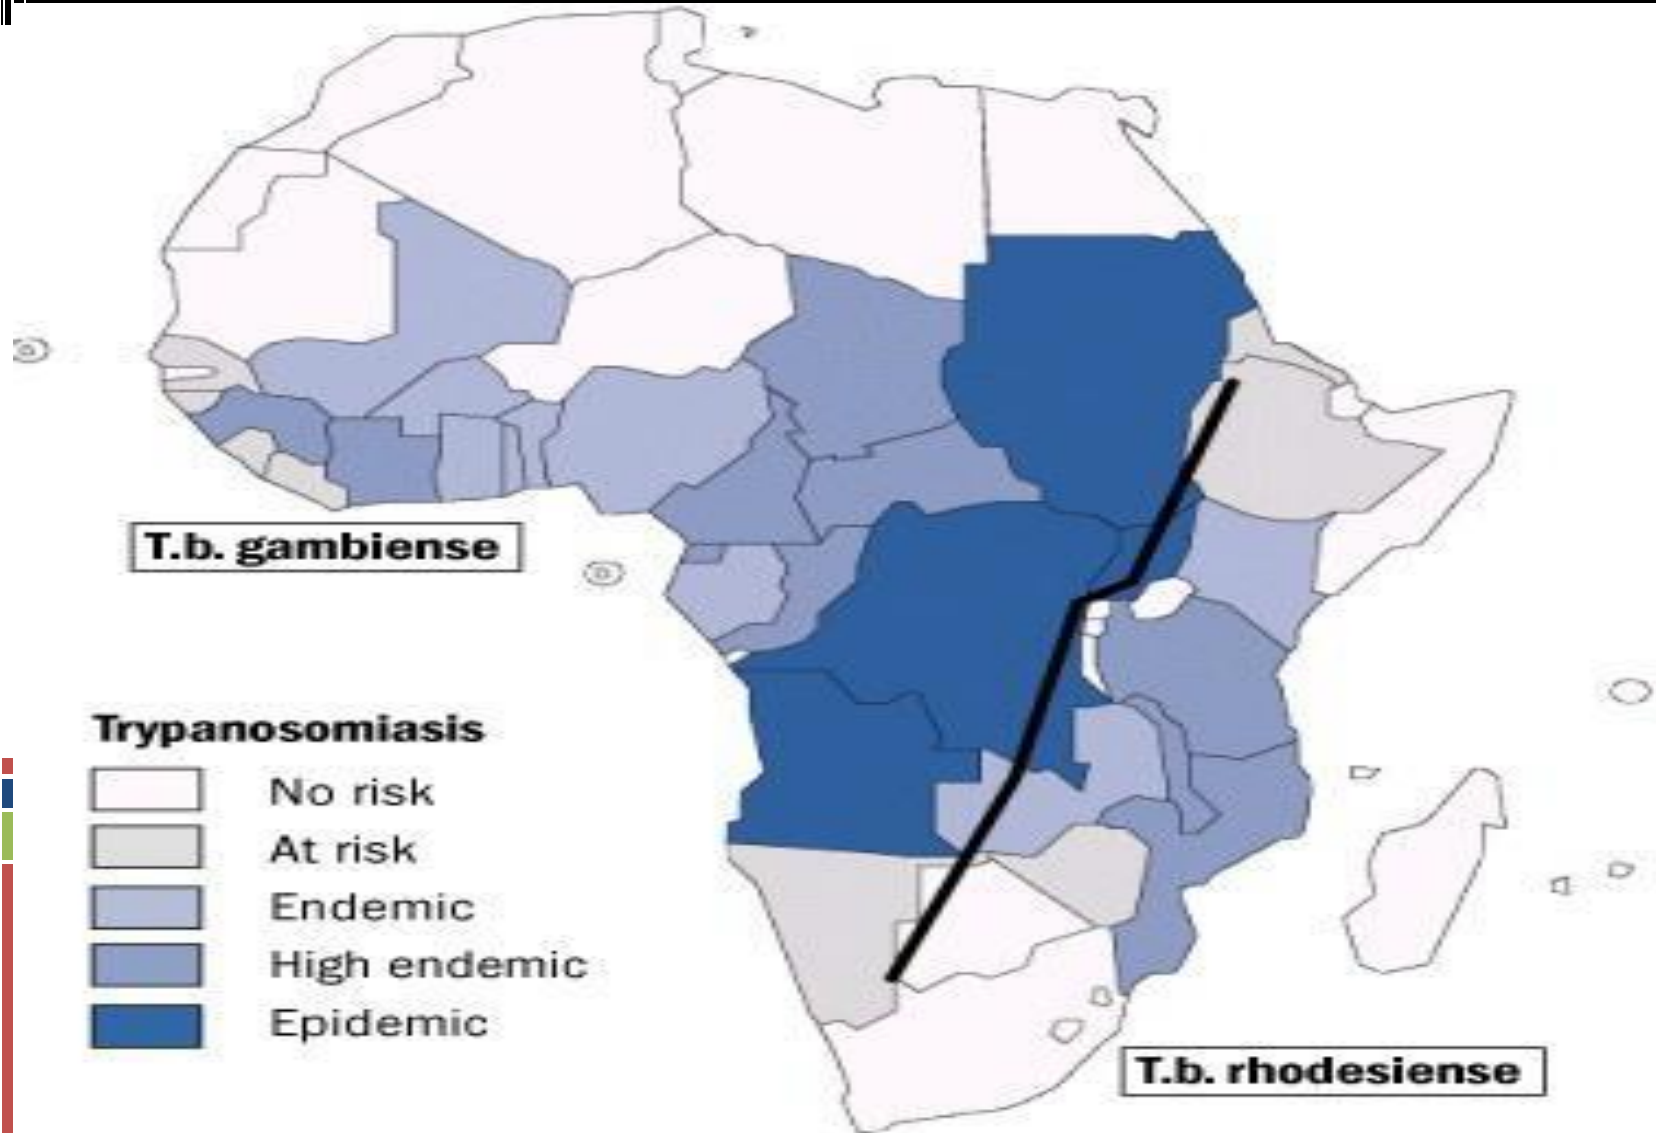 T.b. gambiense
Trypanosomiasis
No risk
At risk
Endemic
High endemic
Epidemic
T.b. rhodesiense